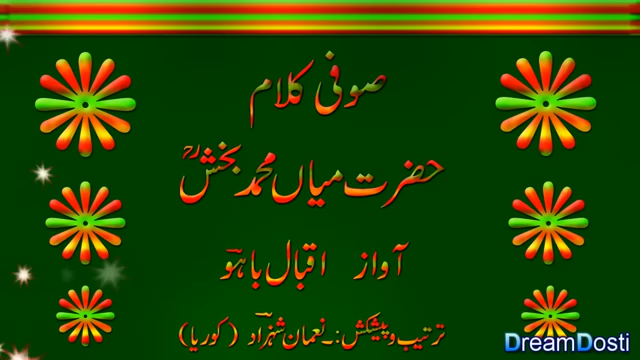 صوفی کلام
حضرت میاں محمد بخشؒ
آواز اقبال باہو
ترتیب و پیشکش :۔ نعمان شہزاد ( کوریا )
DreamDosti